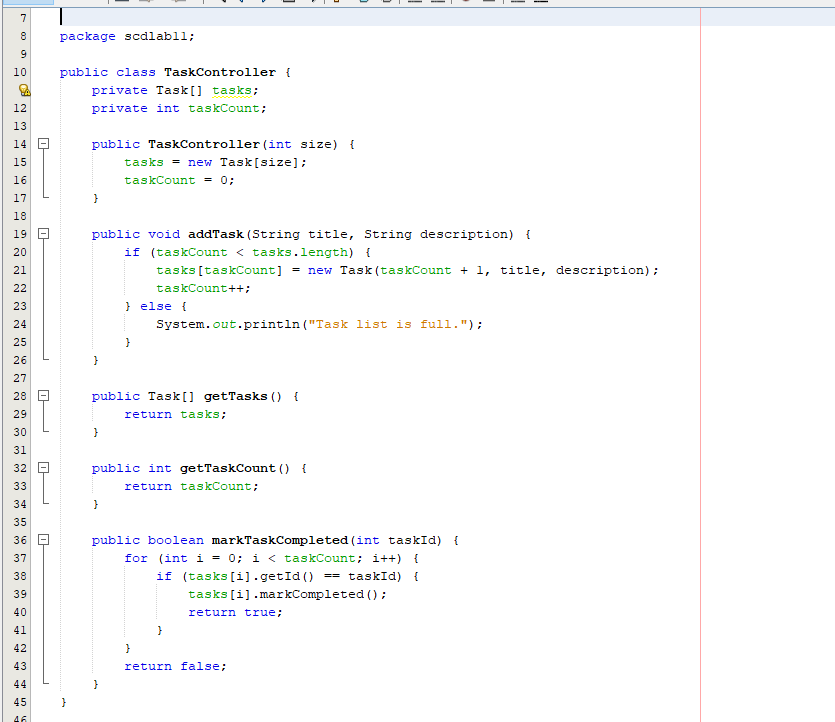 7
8 package scdlab11;
9
10 public class TaskController {
private Task[] tasks;
12 private int taskCount;
13
14 public TaskController(int size) {
15 tasks = new Task[size];
16 taskCount = 0;
17 }
18
19 public void addTask(String title, String description) {
20 if (taskCount < tasks.length) {
21 tasks[taskCount] = new Task(taskCount + 1, title, description);
22 taskCount++;
23 } else {
24 System.out.println("Task list is full.");
25 }
26 }
27
28 public Task[] getTasks() {
29 return tasks;
30 }
31
32 public int getTaskCount() {
33 return taskCount;
34 }
35
36 public boolean markTaskCompleted(int taskId) {
37 for (int i = 0; i < taskCount; i++) {
38 if (tasks[i].getId() == taskId) {
39 tasks[i].markCompleted();
40 return true;
41 }
42 }
43 return false;
44 }
45 }
46